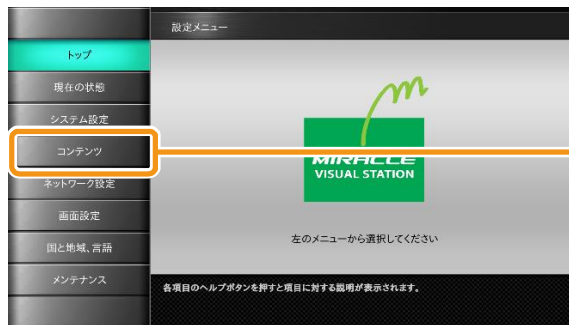 設定メニュー
トップ
現在の状態
システム設定
コンテンツ
ネットワーク設定
画面設定
国と地域、言語
メンテナンス
MIRACLE
VISUAL STATION
左のメニューから選択してください
各項目のヘルプボタンを押すと項目に対する説明が表示されます。